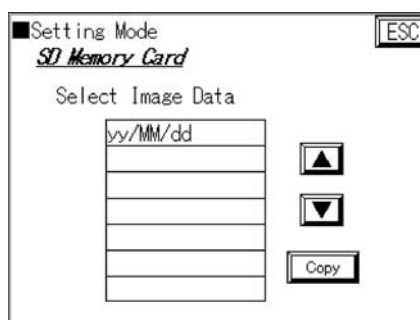 ■Setting Mode
ESC
SD Memory Card
Select Image Data
yy/MM/dd
▲
▼
Copy